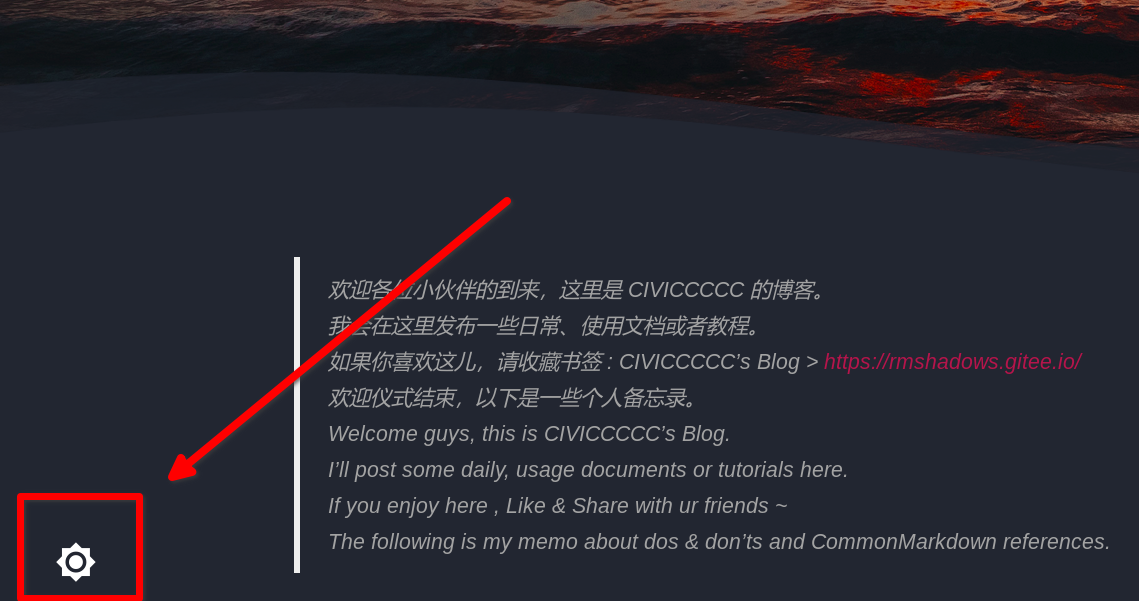 欢迎各位小伙伴的到来，这里是 CIVICCCCC 的博客。
我会在这里发布一些日常、使用文档或者教程。
如果你喜欢这儿，请收藏书签 : CIVICCCCC’s Blog > https://rmshadows.gitee.io/
欢迎仪式结束，以下是一些个人备忘录。
Welcome guys, this is CIVICCCCC’s Blog.
I’ll post some daily, usage documents or tutorials here.
If you enjoy here , Like & Share with ur friends ~
The following is my memo about dos & don’ts and CommonMarkdown references.